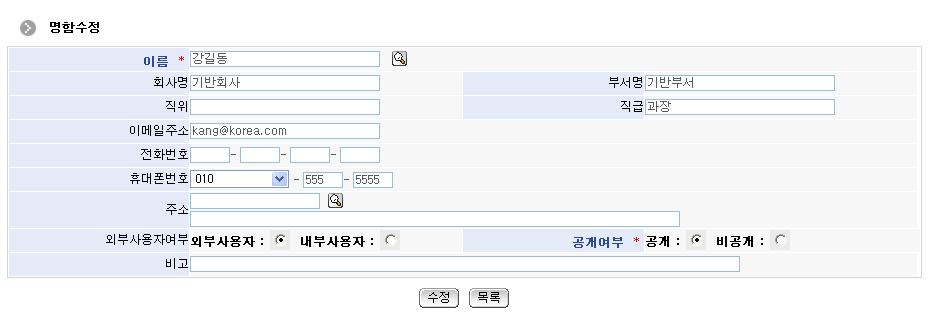 명함수정
이름 * 강길동
회사명 기반회사 부서명 기반부서
직위 직급 과장
이메일주소 kang@korea.com
전화번호 - - -
휴대폰번호 010 - 555 - 5555
주소
외부사용자여부 외부사용자 : 내부사용자 : 공개여부 * 공개 : 비공개 :
비고
수정 목록